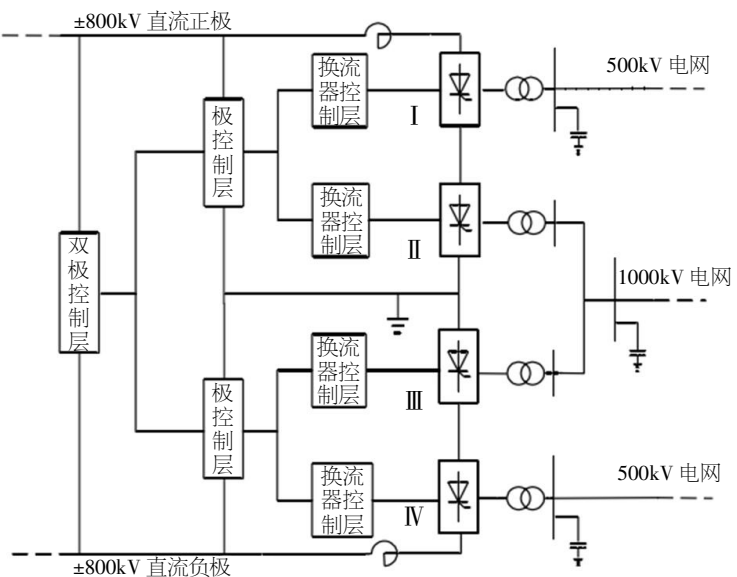 ±800kV 直流正极
500kV 电网
换流
器控
制层
Ⅰ
极
控
制
层
换流
器控
制层
Ⅱ
双
极
控
制
层
1000kV 电网
换流
器控
制层
Ⅲ
极
控
制
层
换流
器控
制层
Ⅳ
500kV 电网
±800kV 直流负极